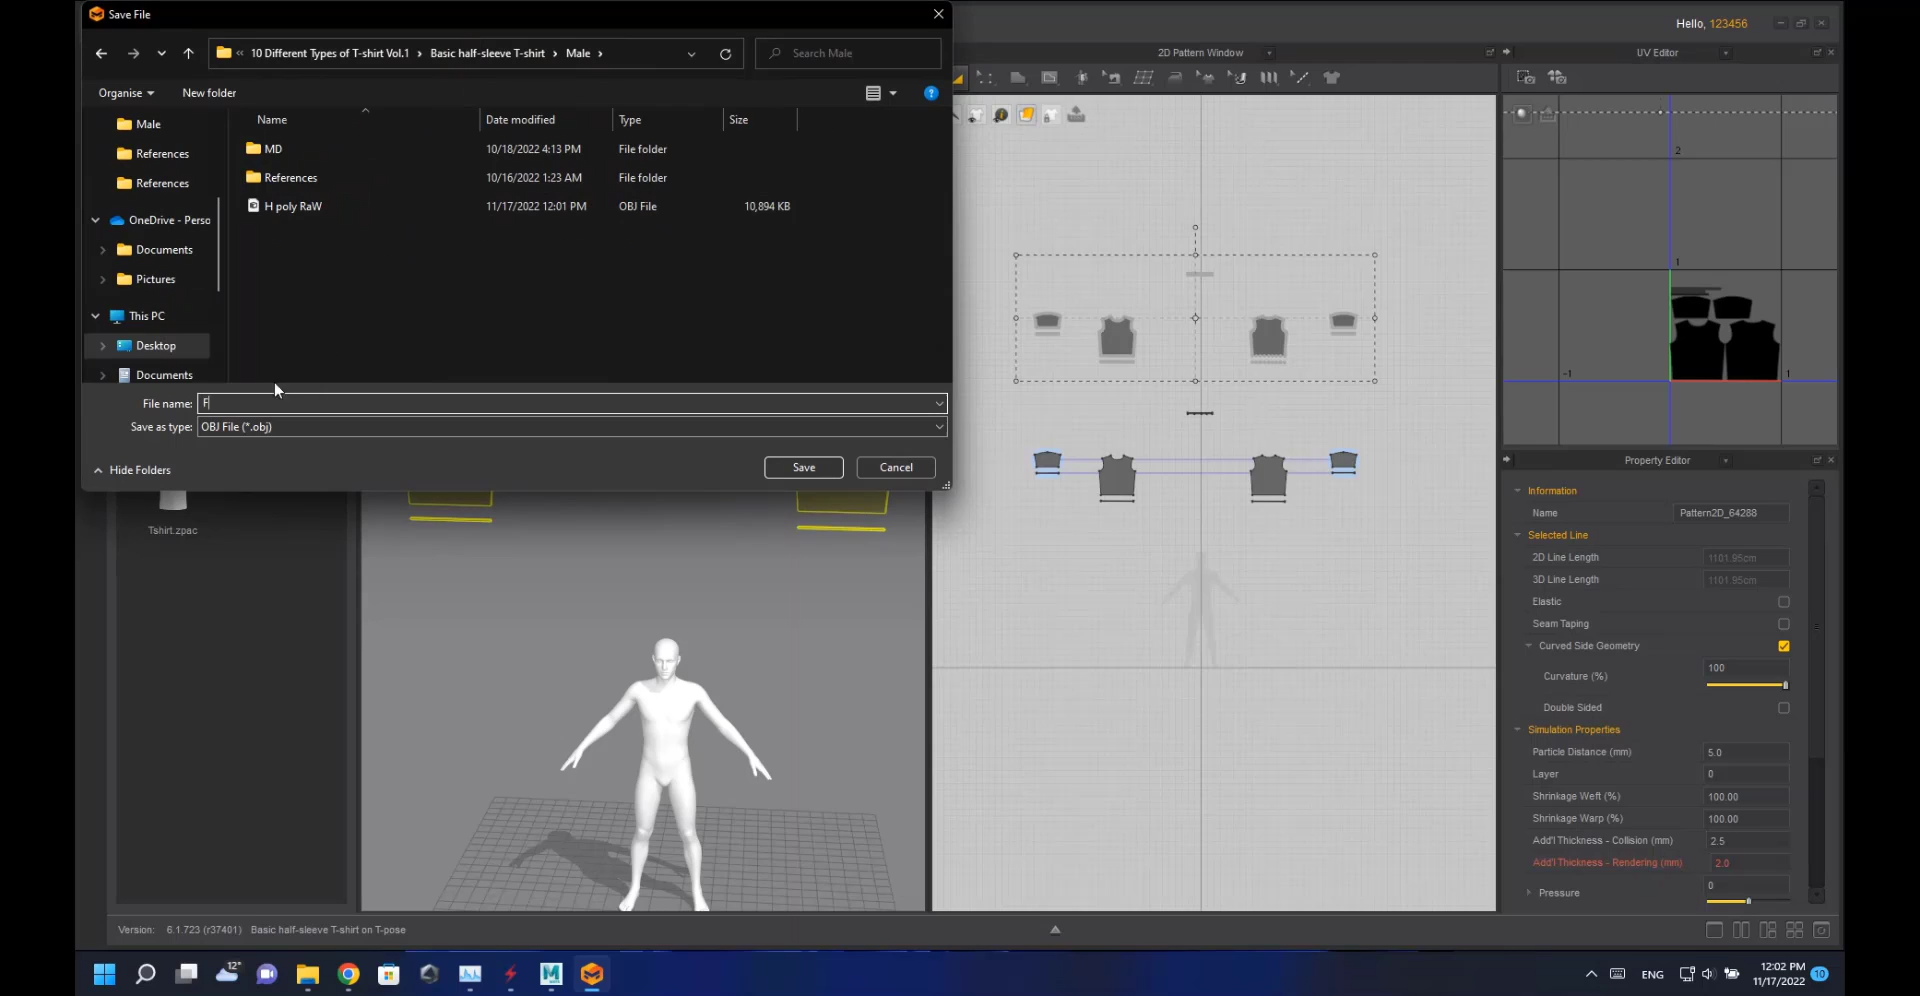 Save File
Hello, 123456
10 Different Types of T-shirt Vol.1 › Basic half-sleeve T-shirt › Male ›
Search Male
2D Pattern Window
UV Editor
Organise
New folder
Name
Date modified
Type
Size
Male
References
References
OneDrive - Perso
Documents
Pictures
This PC
Desktop
Documents
MD 10/18/2022 4:13 PM File folder
References 10/16/2022 1:23 AM File folder
H poly RaW 11/17/2022 12:01 PM OBJ File 10,894 KB
File name: F
Save as type: OBJ File (*.obj)
Hide Folders
Save
Cancel
2
1
-1
1
Tshirt.zpac
Property Editor
Information
Name Pattern2D_64288
Selected Line
2D Line Length 1101.95cm
3D Line Length 1101.95cm
Elastic
Seam Taping
Curved Side Geometry
100
Curvature (%)
Double Sided
Simulation Properties
Particle Distance (mm) 5.0
Layer 0
Shrinkage Weft (%) 100.00
Shrinkage Warp (%) 100.00
Add'l Thickness - Collision (mm) 2.5
Add'l Thickness - Rendering (mm) 2.0
Pressure 0
Version: 6.1.723 (r37401) Basic half-sleeve T-shirt on T-pose
12°
ENG
12:02 PM
11/17/2022
10